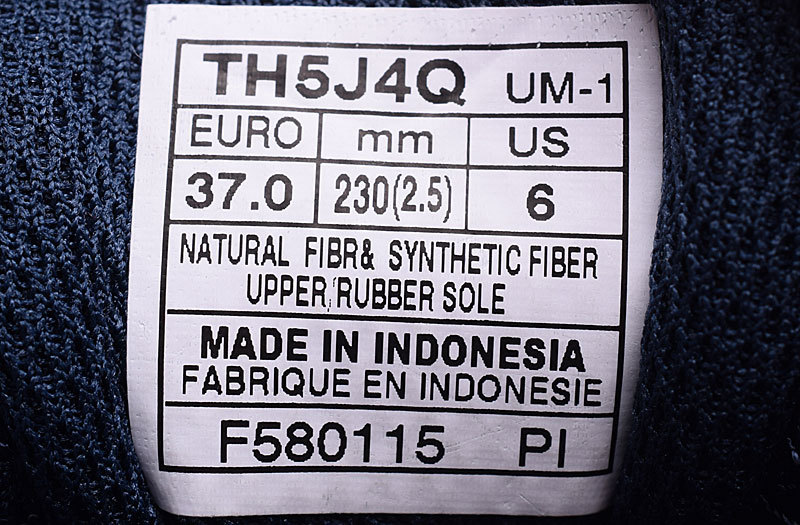 TH5J4Q UM-1
EURO mm US
37.0 230(2.5) 6
NATURAL FIBR& SYNTHETIC FIBER
UPPER/RUBBER SOLE
MADE IN INDONESIA
FABRIQUE EN INDONESIE
F580115 PI